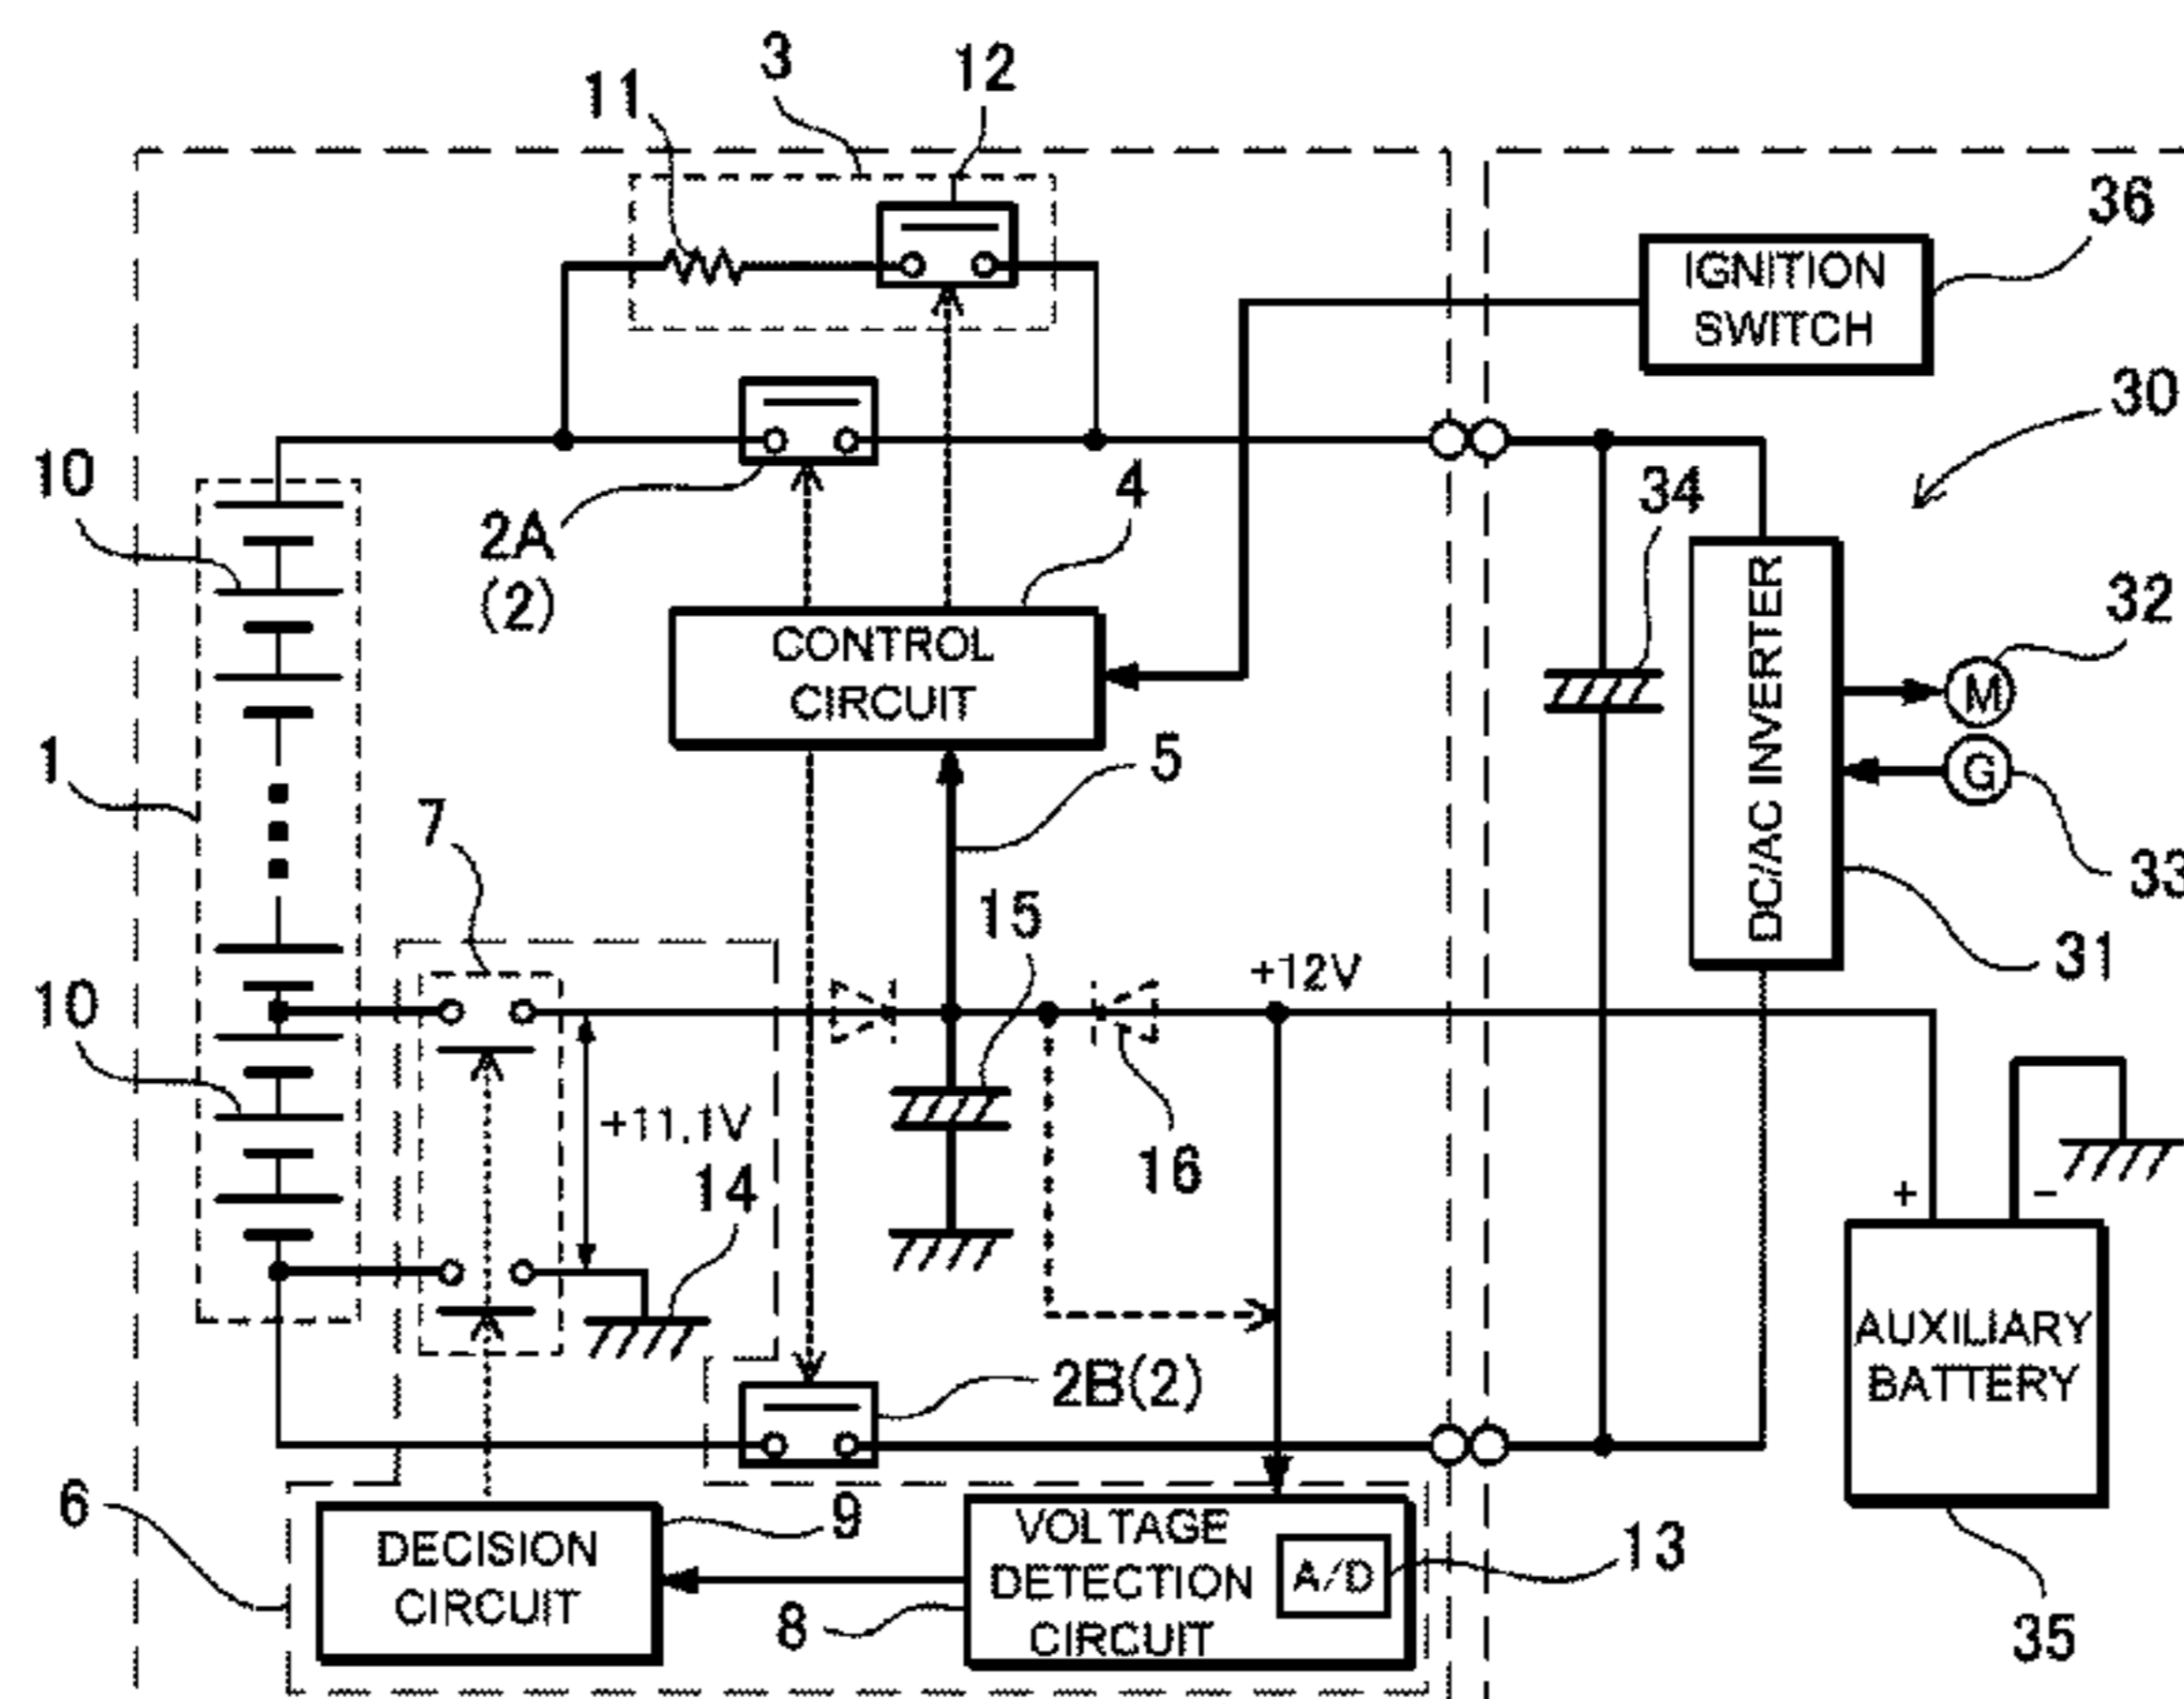 3
12
11
36
IGNITION
SWITCH
30
10
34
4
2A
(2)
32
CONTROL
CIRCUIT
DC/AC INVERTER
M
5
1
G
7
33
15
31
+12V
10
+11.1V
16
14
+
−
2B(2)
AUXILIARY
BATTERY
6
9
VOLTAGE
DETECTION
CIRCUIT
A/D
13
DECISION
CIRCUIT
8
35